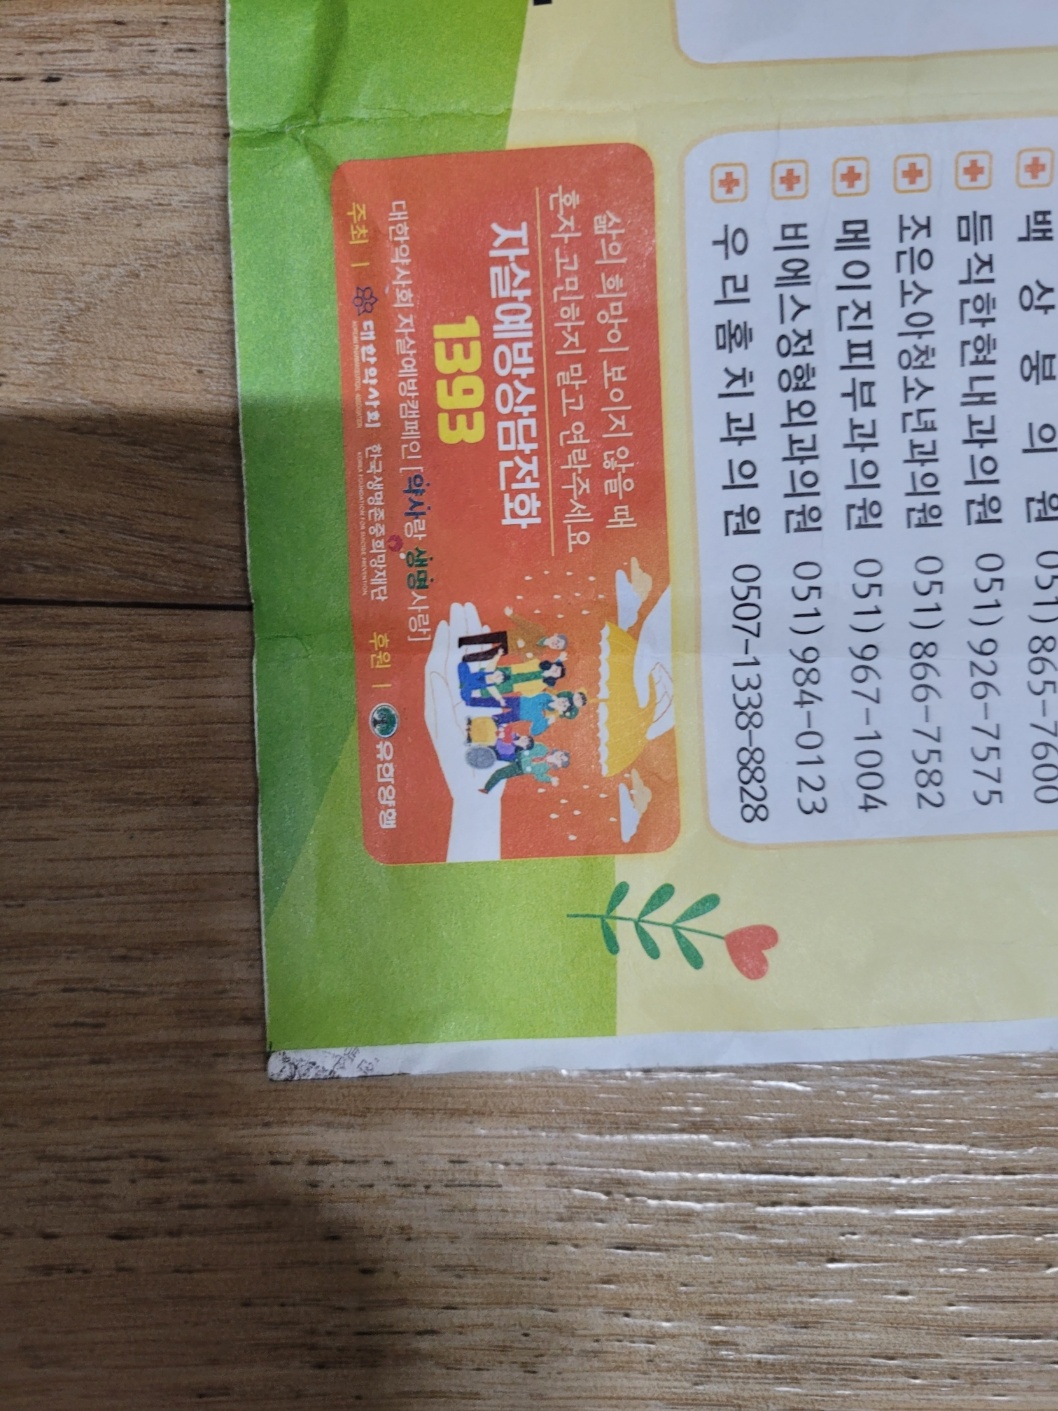 백 상 봉 의 원 051) 865-7600
듬직한현내과의원 051) 926-7575
조은소아청소년과의원 051) 866-7582
메이진피부과의원 051) 967-1004
비에스정형외과의원 051) 984-0123
우 리 홈 치 과 의 원 0507-1338-8828
삶의 희망이 보이지 않을 때
혼자 고민하지 말고 연락주세요
자살예방상담전화
1393
대한약사회 자살예방캠페인 [약사랑 생명사랑]
주최 | 대한약사회 한국생명존중희망재단 후원 | 유한양행
KOREAN PHARMACEUTICAL ASSOCIATION KOREA FOUNDATION FOR SUICIDE PREVENTION